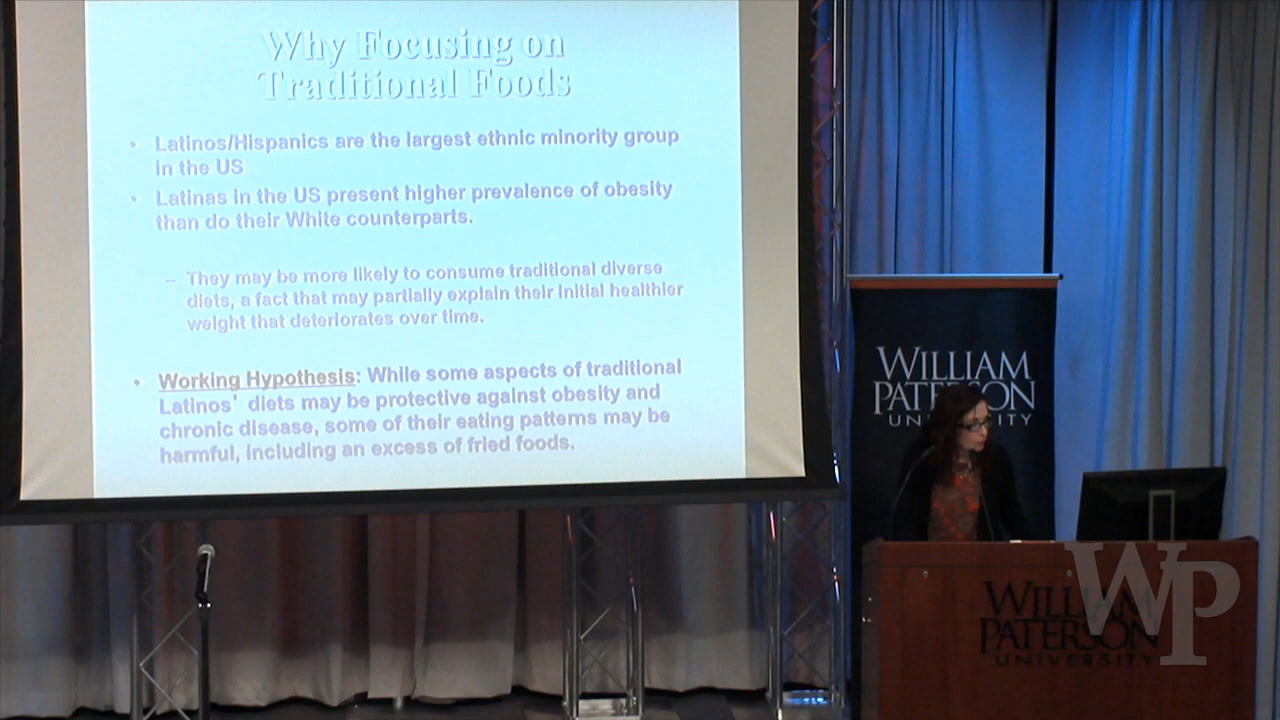 Why Focusing on
Traditional Foods
• Latinos/Hispanics are the largest ethnic minority group
in the US
• Latinas in the US present higher prevalence of obesity
than do their White counterparts.
– They may be more likely to consume traditional diverse
diets, a fact that may partially explain their initial healthier
weight that deteriorates over time.
• Working Hypothesis: While some aspects of traditional
Latinos' diets may be protective against obesity and
chronic disease, some of their eating patterns may be
harmful, including an excess of fried foods.
WILLIAM
PATERSON
UNIVERSITY
WILLIAM
PATERSON
UNIVERSITY
WP